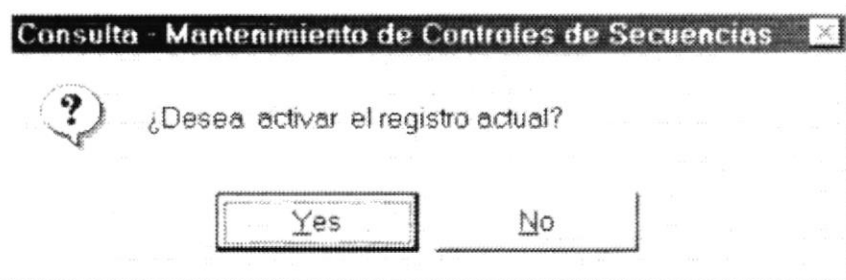 Consulta - Mantenimiento de Controles de Secuencias
¿Desea activar el registro actual?
Yes No